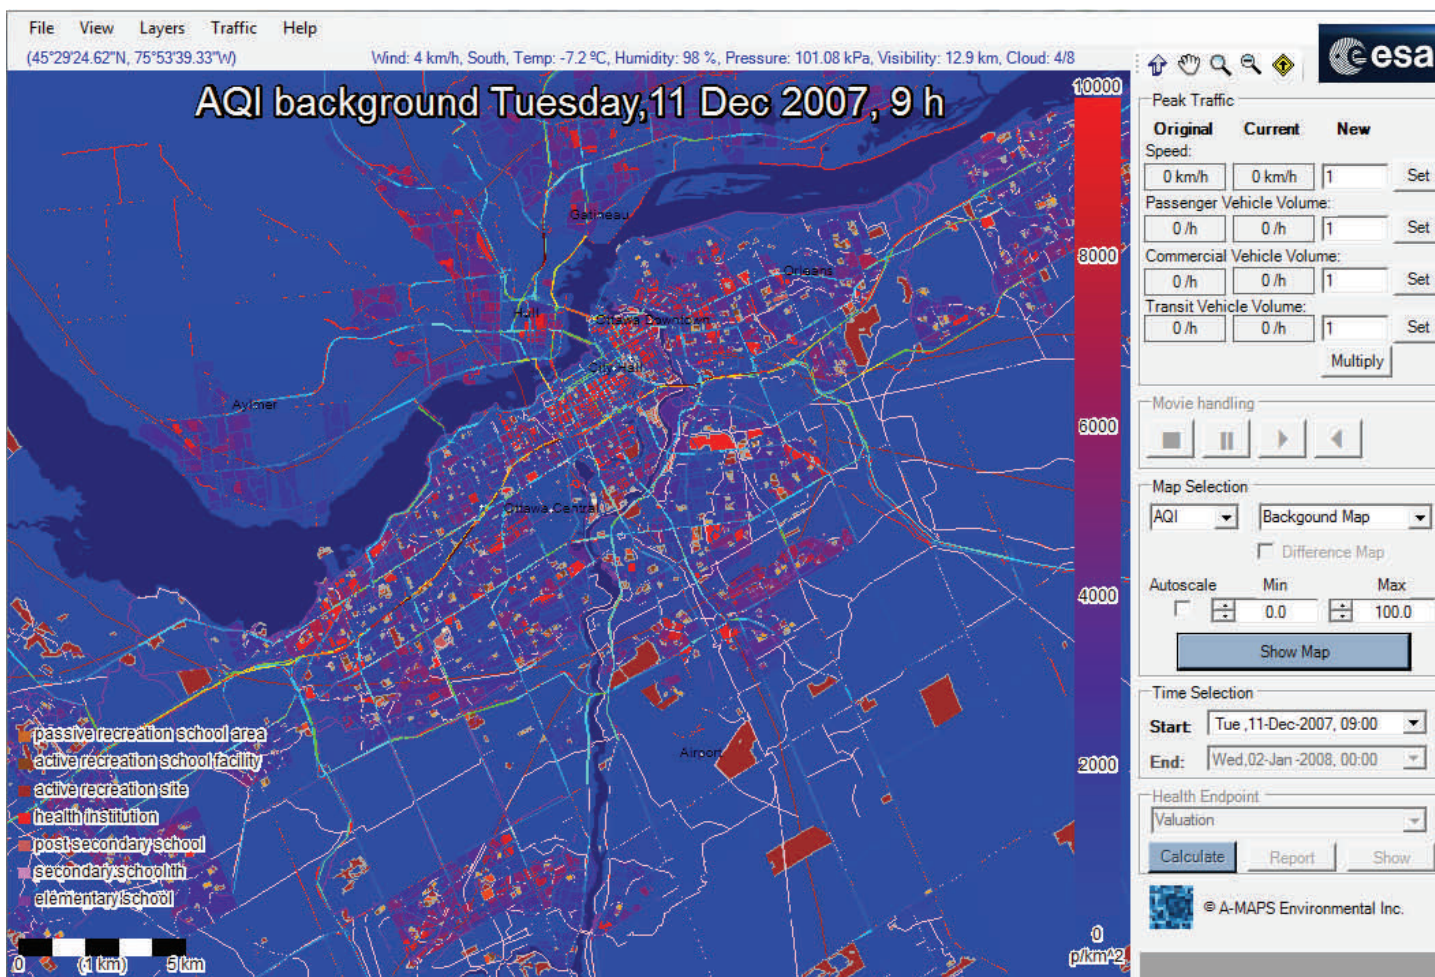 File View Layers Traffic Help
(45°29'24.62"N, 75°53'39.33"W) Wind: 4 km/h, South, Temp: -7.2 ºC, Humidity: 98 %, Pressure: 101.08 kPa, Visibility: 12.9 km, Cloud: 4/8
esa
AQI background Tuesday,11 Dec 2007, 9 h
10000
8000
6000
4000
2000
0
p/km^2
Gatineau
Orleans
Hull
Ottawa Downtown
City Hall
Aylmer
Ottawa Central
Airport
passive recreation school area
active recreation school facility
active recreation site
health institution
post secondary school
secondary schoolith
elementary school
0 (1 km) 5 km
Peak Traffic
Original Current New
Speed:
0 km/h 0 km/h 1 Set
Passenger Vehicle Volume:
0 /h 0 /h 1 Set
Commercial Vehicle Volume:
0 /h 0 /h 1 Set
Transit Vehicle Volume:
0 /h 0 /h 1 Set
Multiply
Movie handling
Map Selection
AQI Backgound Map
Difference Map
Autoscale Min Max
0.0 100.0
Show Map
Time Selection
Start: Tue ,11-Dec-2007, 09:00
End: Wed,02-Jan -2008, 00:00
Health Endpoint
Valuation
Calculate Report Show
© A-MAPS Environmental Inc.